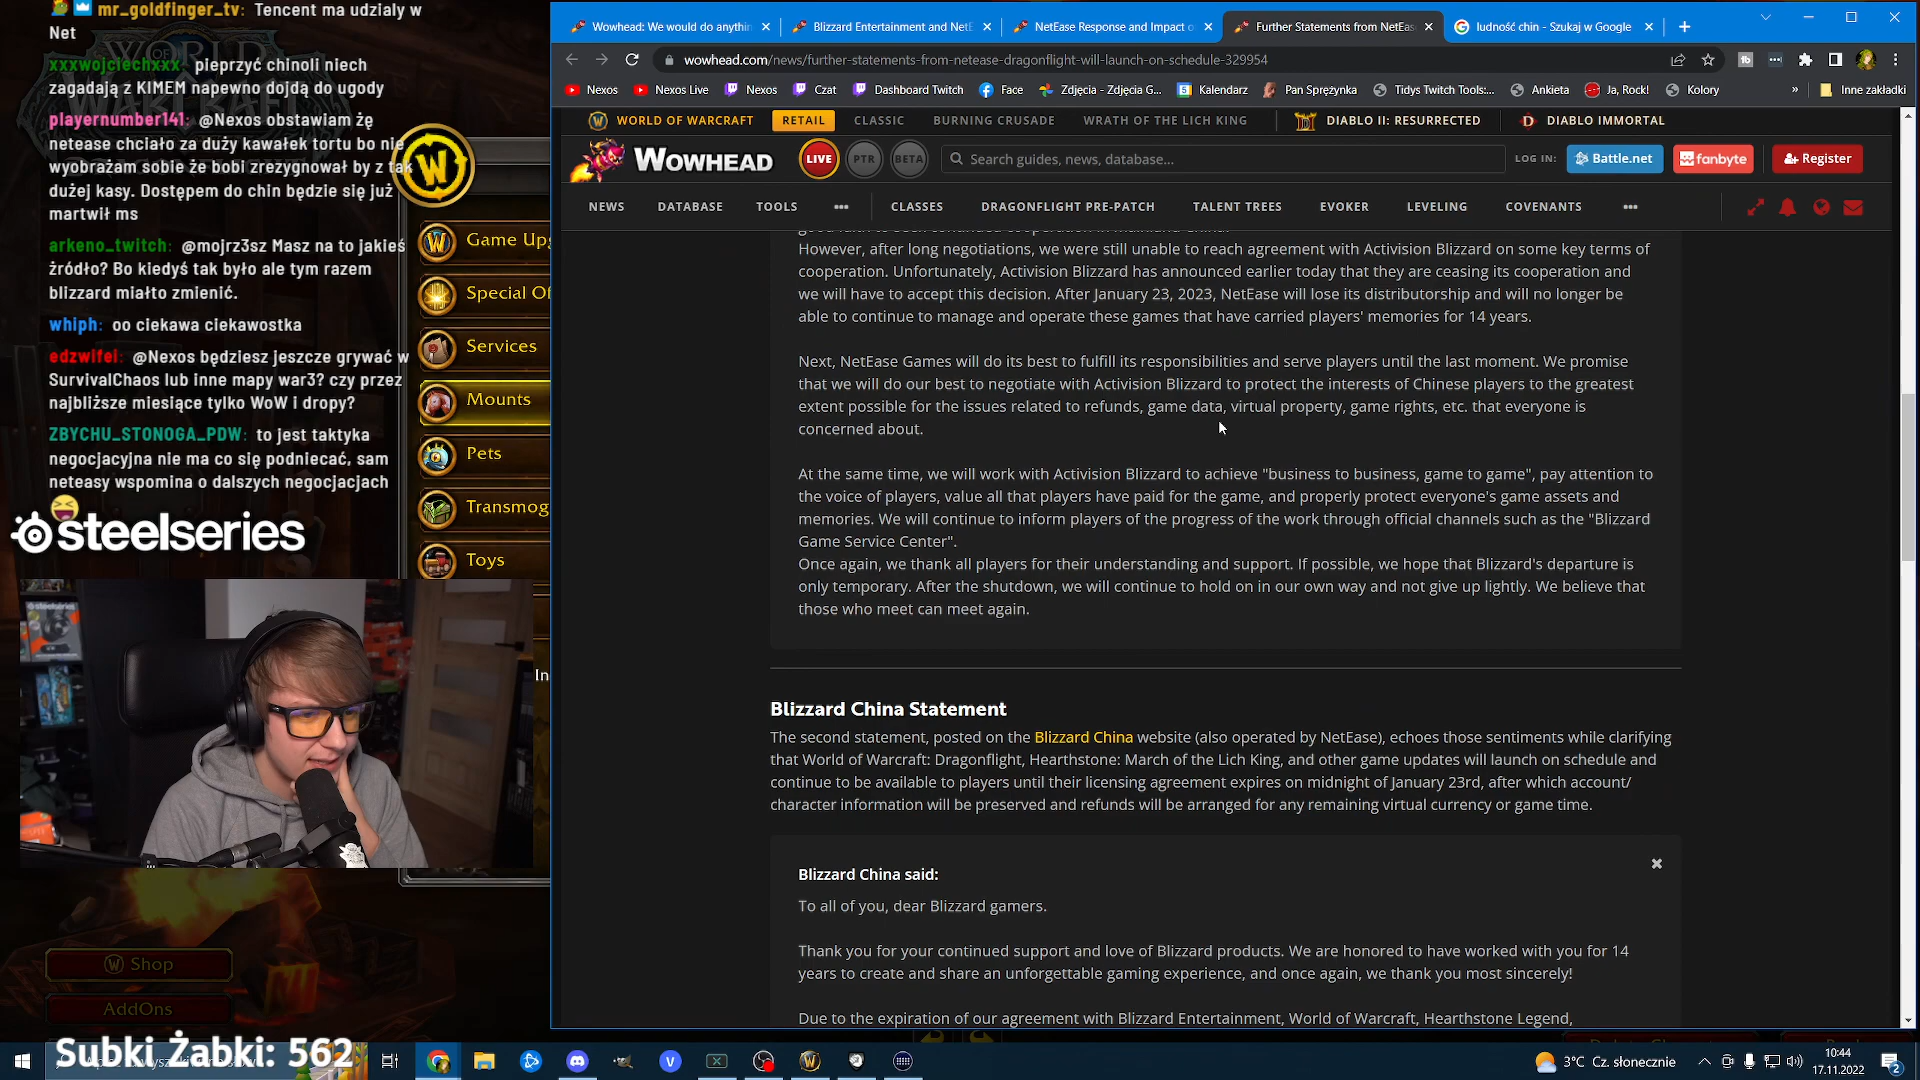 mr_goldfinger_tv: Tencent ma udzialy w
Net
xxxwojciechxxx: pieprzyć chinoli niech
zagadają z KIMEM napewno dojdą do ugody
playernumber141: @Nexos obstawiam żę
netease chciało za duży kawałek tortu bo nie
wyobrażam sobie że bobi zrezygnował by z tak
dużej kasy. Dostępem do chin będzie się już
martwił ms
arkeno_twitch: @mojrz3sz Masz na to jakieś
żródło? Bo kiedyś tak było ale tym razem
blizzard miałto zmienić.
whiph: oo ciekawa ciekawostka
edzwifei: @Nexos będziesz jeszcze grywać w
SurvivalChaos lub inne mapy war3? czy przez
najbliższe miesiące tylko WoW i dropy?
ZBYCHU_STONOGA_PDW: to jest taktyka
negocjacyjna nie ma co się podniecać, sam
neteasy wspomina o dalszych negocjacjach
steelseries
Game Up
Special Of
Services
Mounts
Pets
Transmog
Toys
In
Shop
AddOns
Subki Żabki: 562
Wowhead: We would do anythin
Blizzard Entertainment and NetE
NetEase Response and Impact o
Further Statements from NetEas
ludność chin - Szukaj w Google
wowhead.com/news/further-statements-from-netease-dragonflight-will-launch-on-schedule-329954
Nexos
Nexos Live
Nexos
Czat
Dashboard Twitch
Face
Zdjęcia - Zdjęcia G...
Kalendarz
Pan Sprężynka
Tidys Twitch Tools:...
Ankieta
Ja, Rock!
Kolory
»
Inne zakładki
WORLD OF WARCRAFT
RETAIL
CLASSIC
BURNING CRUSADE
WRATH OF THE LICH KING
DIABLO II: RESURRECTED
DIABLO IMMORTAL
WOWHEAD
LIVE
PTR
BETA
Search guides, news, database...
LOG IN:
Battle.net
fanbyte
Register
NEWS
DATABASE
TOOLS
CLASSES
DRAGONFLIGHT PRE-PATCH
TALENT TREES
EVOKER
LEVELING
COVENANTS
However, after long negotiations, we were still unable to reach agreement with Activision Blizzard on some key terms of
cooperation. Unfortunately, Activision Blizzard has announced earlier today that they are ceasing its cooperation and
we will have to accept this decision. After January 23, 2023, NetEase will lose its distributorship and will no longer be
able to continue to manage and operate these games that have carried players' memories for 14 years.
Next, NetEase Games will do its best to fulfill its responsibilities and serve players until the last moment. We promise
that we will do our best to negotiate with Activision Blizzard to protect the interests of Chinese players to the greatest
extent possible for the issues related to refunds, game data, virtual property, game rights, etc. that everyone is
concerned about.
At the same time, we will work with Activision Blizzard to achieve "business to business, game to game", pay attention to
the voice of players, value all that players have paid for the game, and properly protect everyone's game assets and
memories. We will continue to inform players of the progress of the work through official channels such as the "Blizzard
Game Service Center".
Once again, we thank all players for their understanding and support. If possible, we hope that Blizzard's departure is
only temporary. After the shutdown, we will continue to hold on in our own way and not give up lightly. We believe that
those who meet can meet again.
Blizzard China Statement
The second statement, posted on the Blizzard China website (also operated by NetEase), echoes those sentiments while clarifying
that World of Warcraft: Dragonflight, Hearthstone: March of the Lich King, and other game updates will launch on schedule and
continue to be available to players until their licensing agreement expires on midnight of January 23rd, after which account/
character information will be preserved and refunds will be arranged for any remaining virtual currency or game time.
Blizzard China said:
To all of you, dear Blizzard gamers.
Thank you for your continued support and love of Blizzard products. We are honored to have worked with you for 14
years to create and share an unforgettable gaming experience, and once again, we thank you most sincerely!
Due to the expiration of our agreement with Blizzard Entertainment, World of Warcraft, Hearthstone Legend,
3°C Cz. słonecznie
10:44
17.11.2022
2